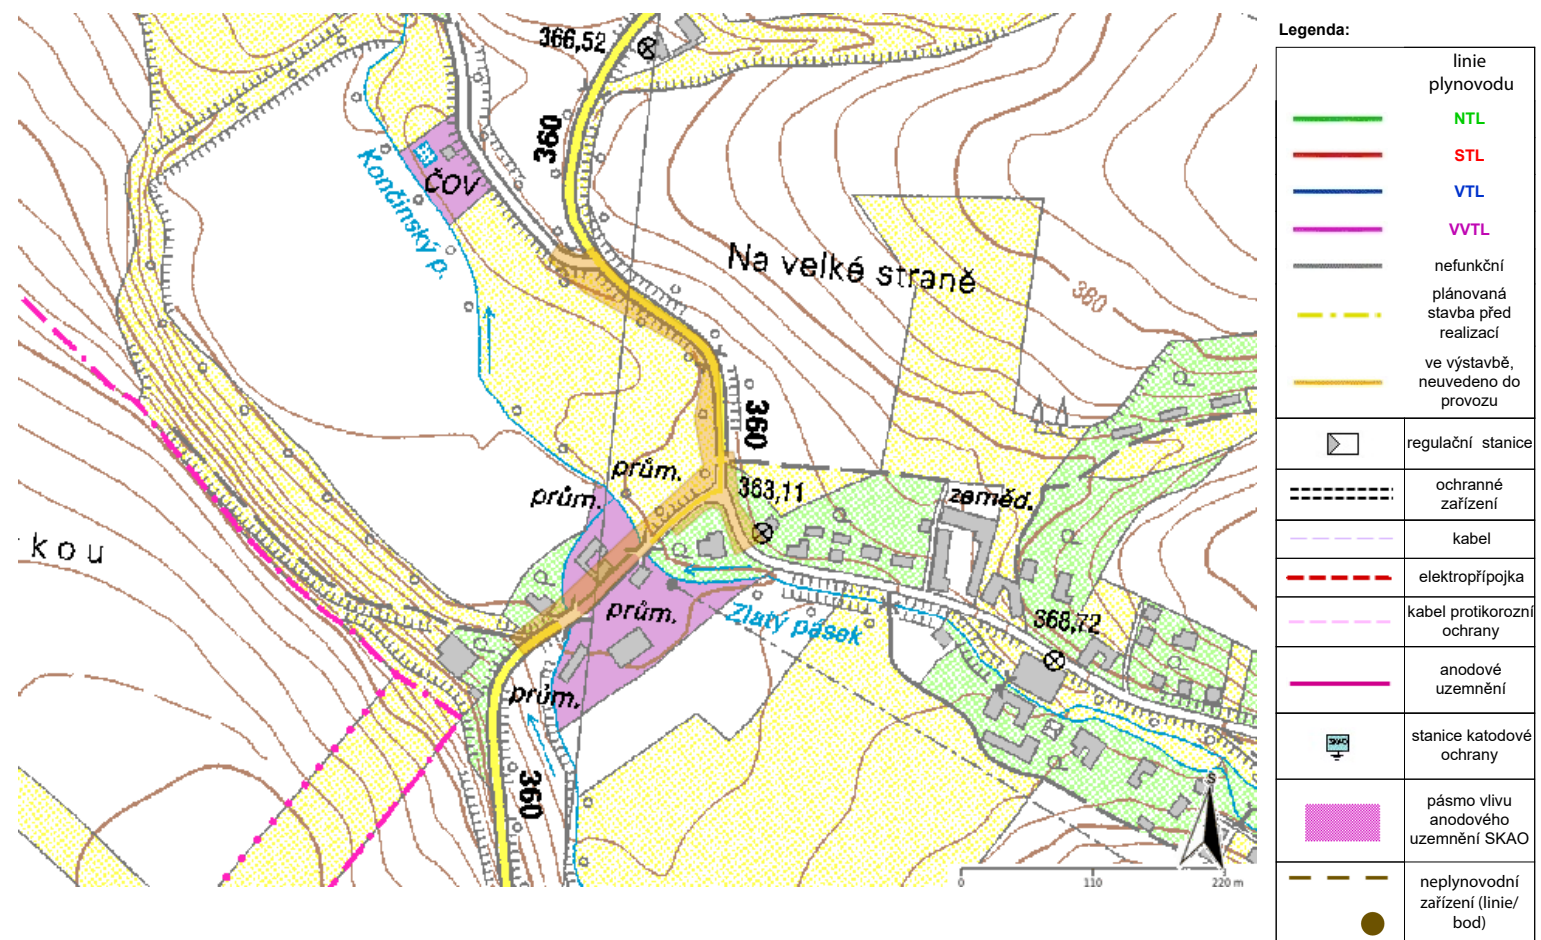 366,52
360
ČOV
Končinský p.
Na velké straně
380
360
prům.
prům.
363,11
zeměd.
kou
prům.
Zlatý pásek
368,72
prům.
360
S
0 110 220 m
Legenda:
linie
plynovodu
NTL
STL
VTL
VVTL
nefunkční
plánovaná
stavba před
realizací
ve výstavbě,
neuvedeno do
provozu
regulační stanice
ochranné
zařízení
kabel
elektropřípojka
kabel protikorozní
ochrany
anodové
uzemnění
SKAO
stanice katodové
ochrany
pásmo vlivu
anodového
uzemnění SKAO
neplynovodní
zařízení (linie/
bod)